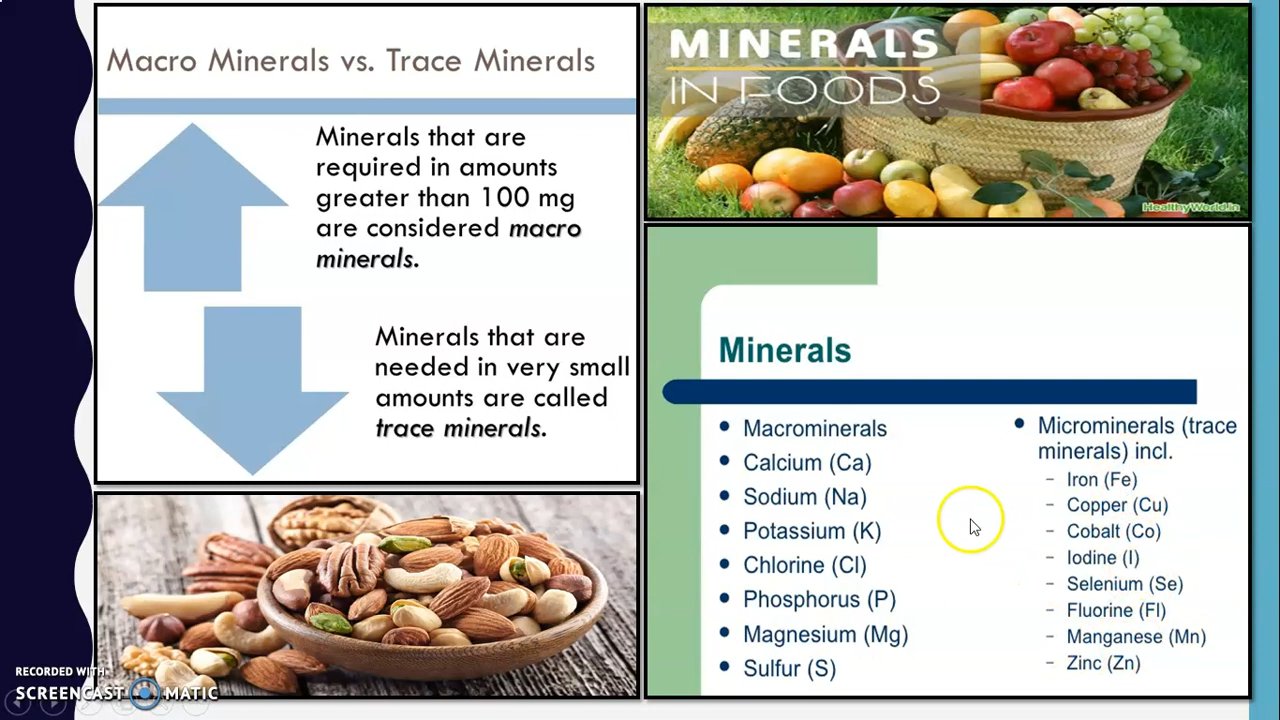 Macro Minerals vs. Trace Minerals
Minerals that are
required in amounts
greater than 100 mg
are considered macro
minerals.
Minerals that are
needed in very small
amounts are called
trace minerals.
MINERALS
IN FOODS
HealthyWorld.in
Minerals
• Macrominerals
• Calcium (Ca)
• Sodium (Na)
• Potassium (K)
• Chlorine (Cl)
• Phosphorus (P)
• Magnesium (Mg)
• Sulfur (S)
• Microminerals (trace
minerals) incl.
– Iron (Fe)
– Copper (Cu)
– Cobalt (Co)
– Iodine (I)
– Selenium (Se)
– Fluorine (Fl)
– Manganese (Mn)
– Zinc (Zn)
RECORDED WITH
SCREENCAST MATIC